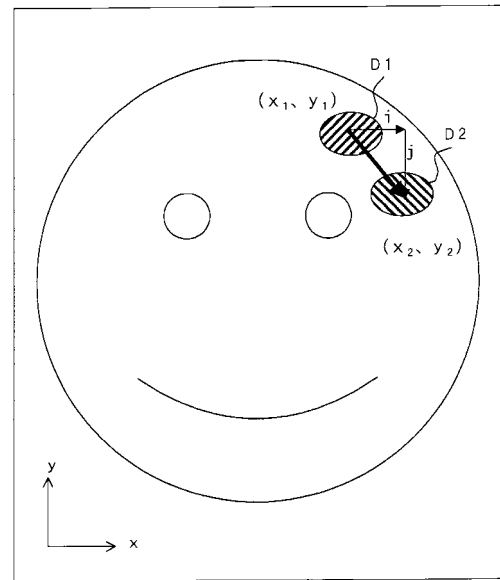 D1
(x₁、y₁)
i
D2
j
(x₂、y₂)
y
x